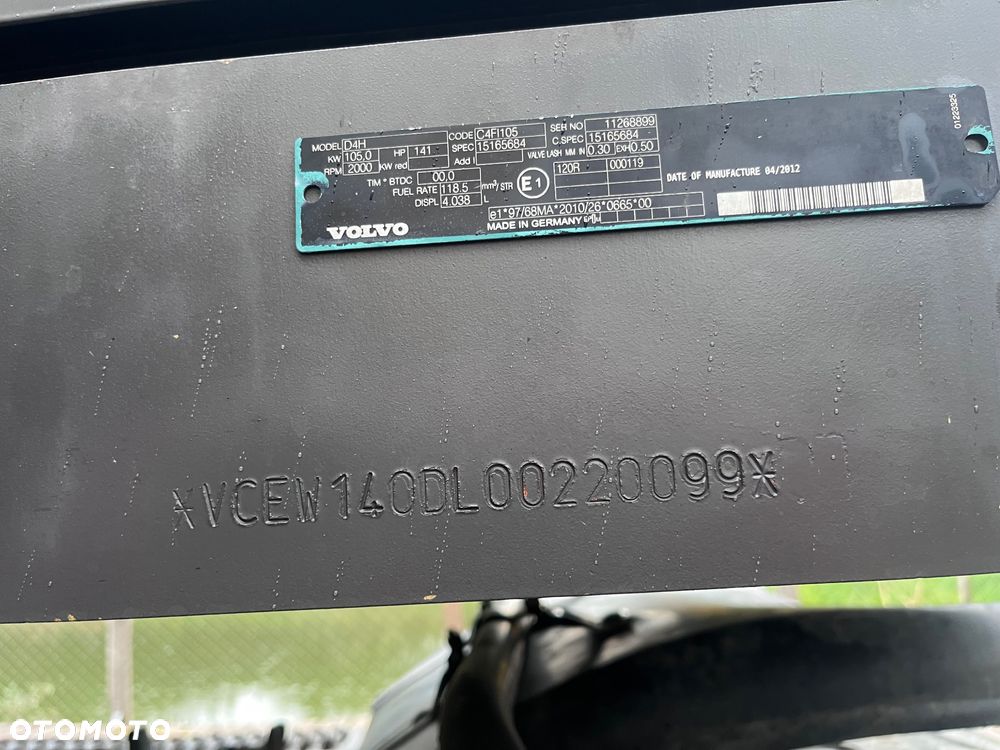 MODEL D4H CODE C4FI105 SER NO 11268899
KW 105,0 HP 141 SPEC 15165684 C.SPEC 15165684
RPM 2000 KW red Add I VALVE LASH MM IN 0.30 EXH 0.50
TIM ° BTDC 00,0 E1 120R 000119
FUEL RATE 118.5 mm³/STR
DISPL 4.038 L
e1*97/68MA*2010/26*0665*00
VOLVO MADE IN GERMANY
DATE OF MANUFACTURE 04/2012
01223325
*VCEW140DL00220099*
OTOMOTO